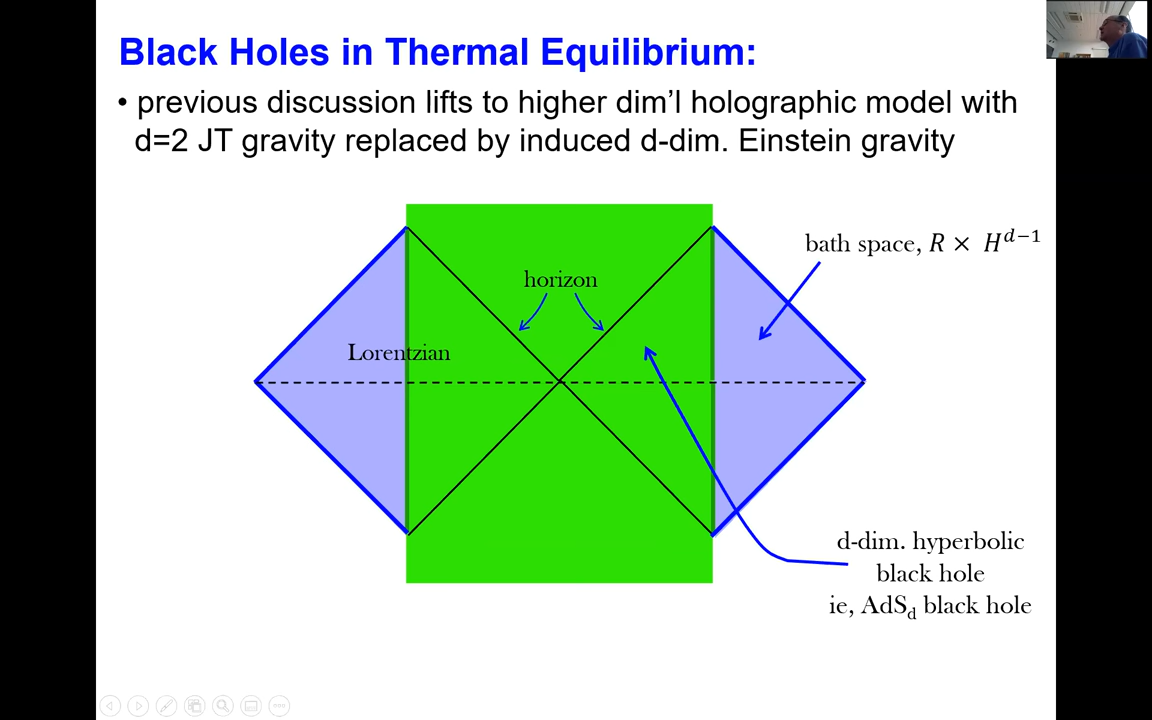 Black Holes in Thermal Equilibrium:
• previous discussion lifts to higher dim’l holographic model with
d=2 JT gravity replaced by induced d-dim. Einstein gravity
bath space, R × H^{d−1}
horizon
Lorentzian
d-dim. hyperbolic
black hole
ie, AdS_d black hole